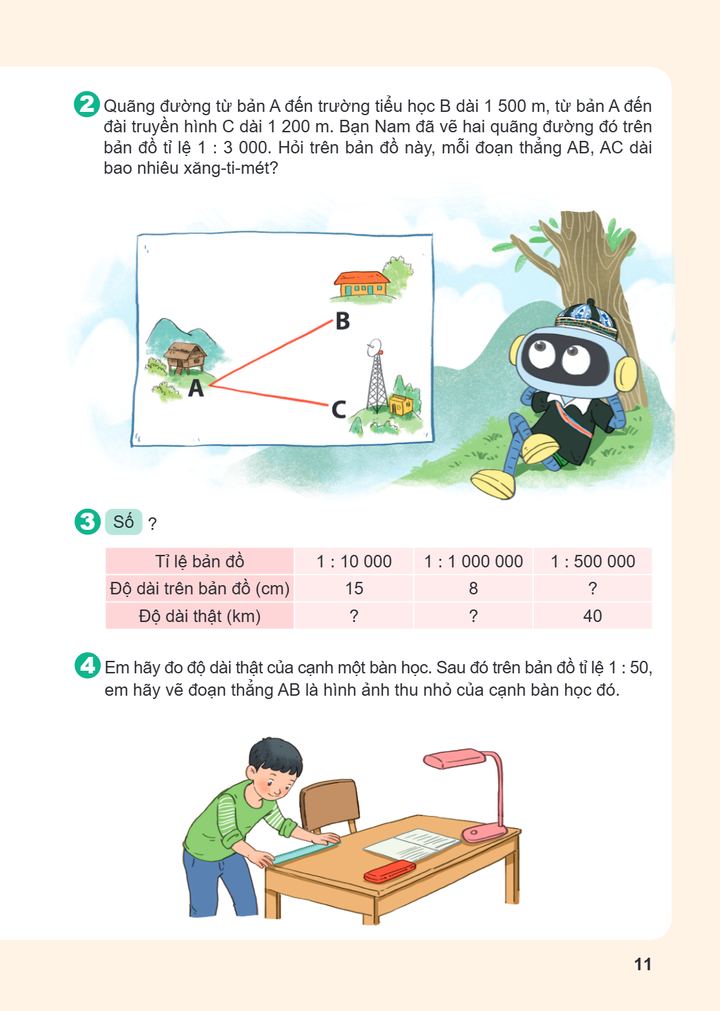 2 Quãng đường từ bản A đến trường tiểu học B dài 1 500 m, từ bản A đến
đài truyền hình C dài 1 200 m. Bạn Nam đã vẽ hai quãng đường đó trên
bản đồ tỉ lệ 1 : 3 000. Hỏi trên bản đồ này, mỗi đoạn thẳng AB, AC dài
bao nhiêu xăng-ti-mét?
B
A
C
3 Số ?
Tỉ lệ bản đồ 1 : 10 000 1 : 1 000 000 1 : 500 000
Độ dài trên bản đồ (cm) 15 8 ?
Độ dài thật (km) ? ? 40
4 Em hãy đo độ dài thật của cạnh một bàn học. Sau đó trên bản đồ tỉ lệ 1 : 50,
em hãy vẽ đoạn thẳng AB là hình ảnh thu nhỏ của cạnh bàn học đó.
11